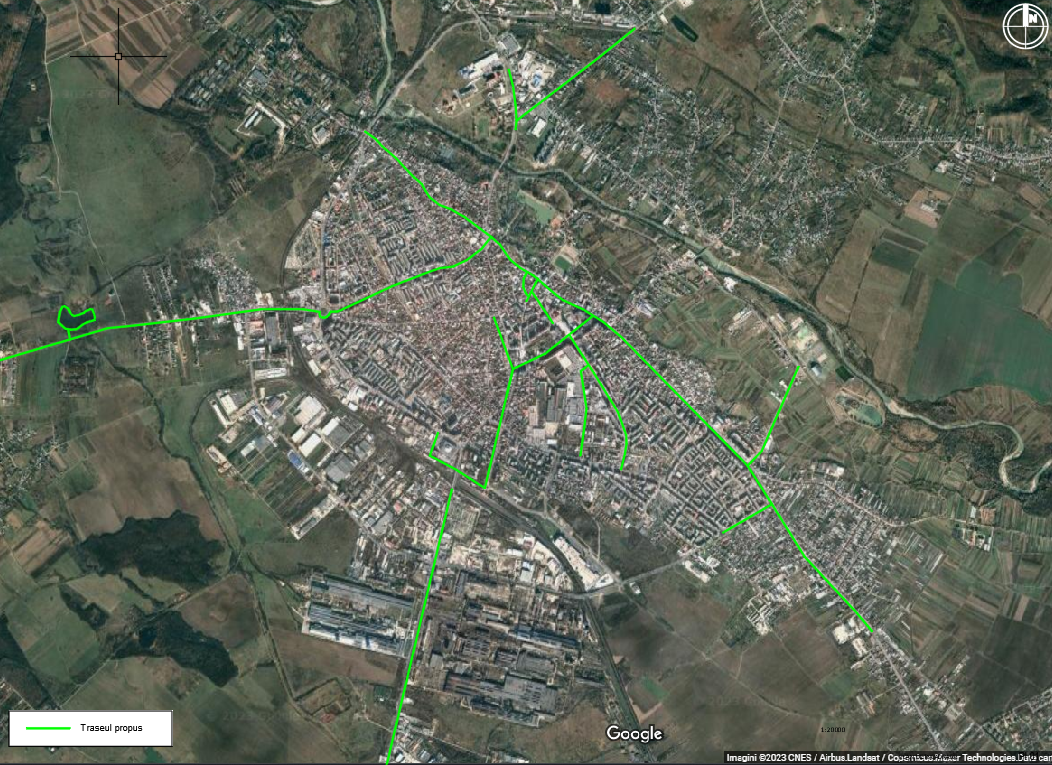 N
Traseul propus
Google
1:20000
Imagini ©2023 CNES / Airbus,Landsat / Copernicus,Maxar Technologies,Date car